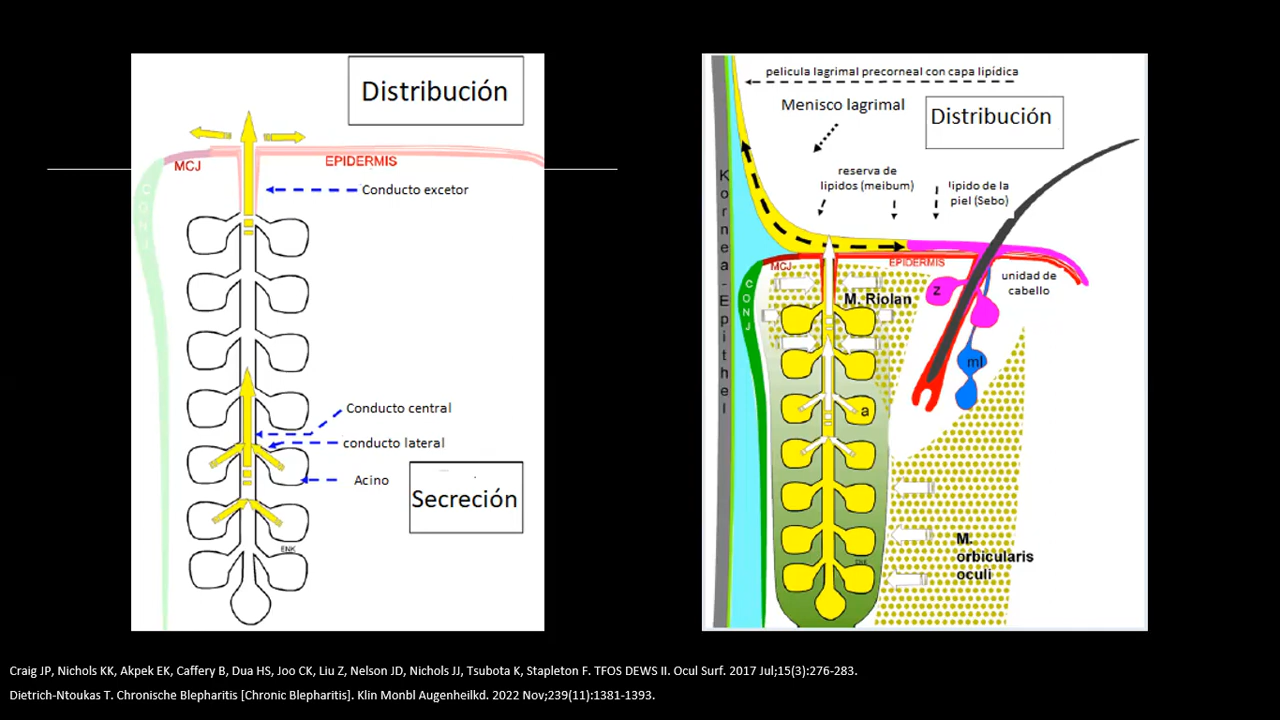 Distribución
MCJ
EPIDERMIS
Conducto excetor
CONJ
Conducto central
conducto lateral
Acino
Secreción
ENK
pelicula lagrimal precorneal con capa lipídica
Menisco lagrimal
Distribución
reserva de
lipidos (meibum)
lipido de la
piel (Sebo)
Kornea-Epithel
MCJ
EPIDERMIS
unidad de
cabello
CONJ
z
M. Riolan
ml
a
M.
orbicularis
oculi
Craig JP, Nichols KK, Akpek EK, Caffery B, Dua HS, Joo CK, Liu Z, Nelson JD, Nichols JJ, Tsubota K, Stapleton F. TFOS DEWS II. Ocul Surf. 2017 Jul;15(3):276-283.
Dietrich-Ntoukas T. Chronische Blepharitis [Chronic Blepharitis]. Klin Monbl Augenheilkd. 2022 Nov;239(11):1381-1393.